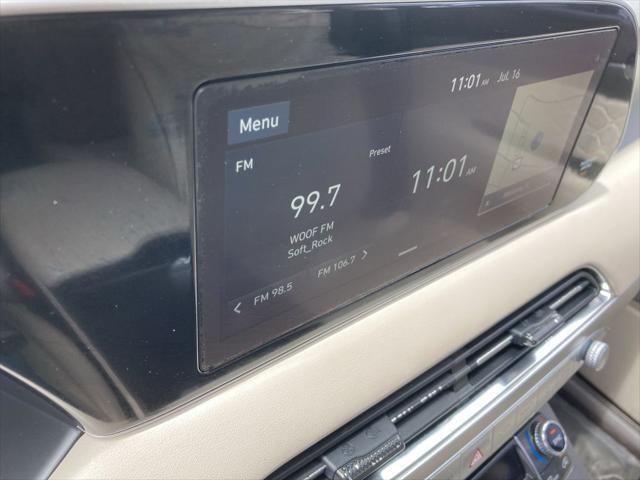 11:01 AM Jul. 16
Menu
FM
Preset
99.7
11:01 AM
WOOF FM
Soft_Rock
FM 98.5
FM 106.7